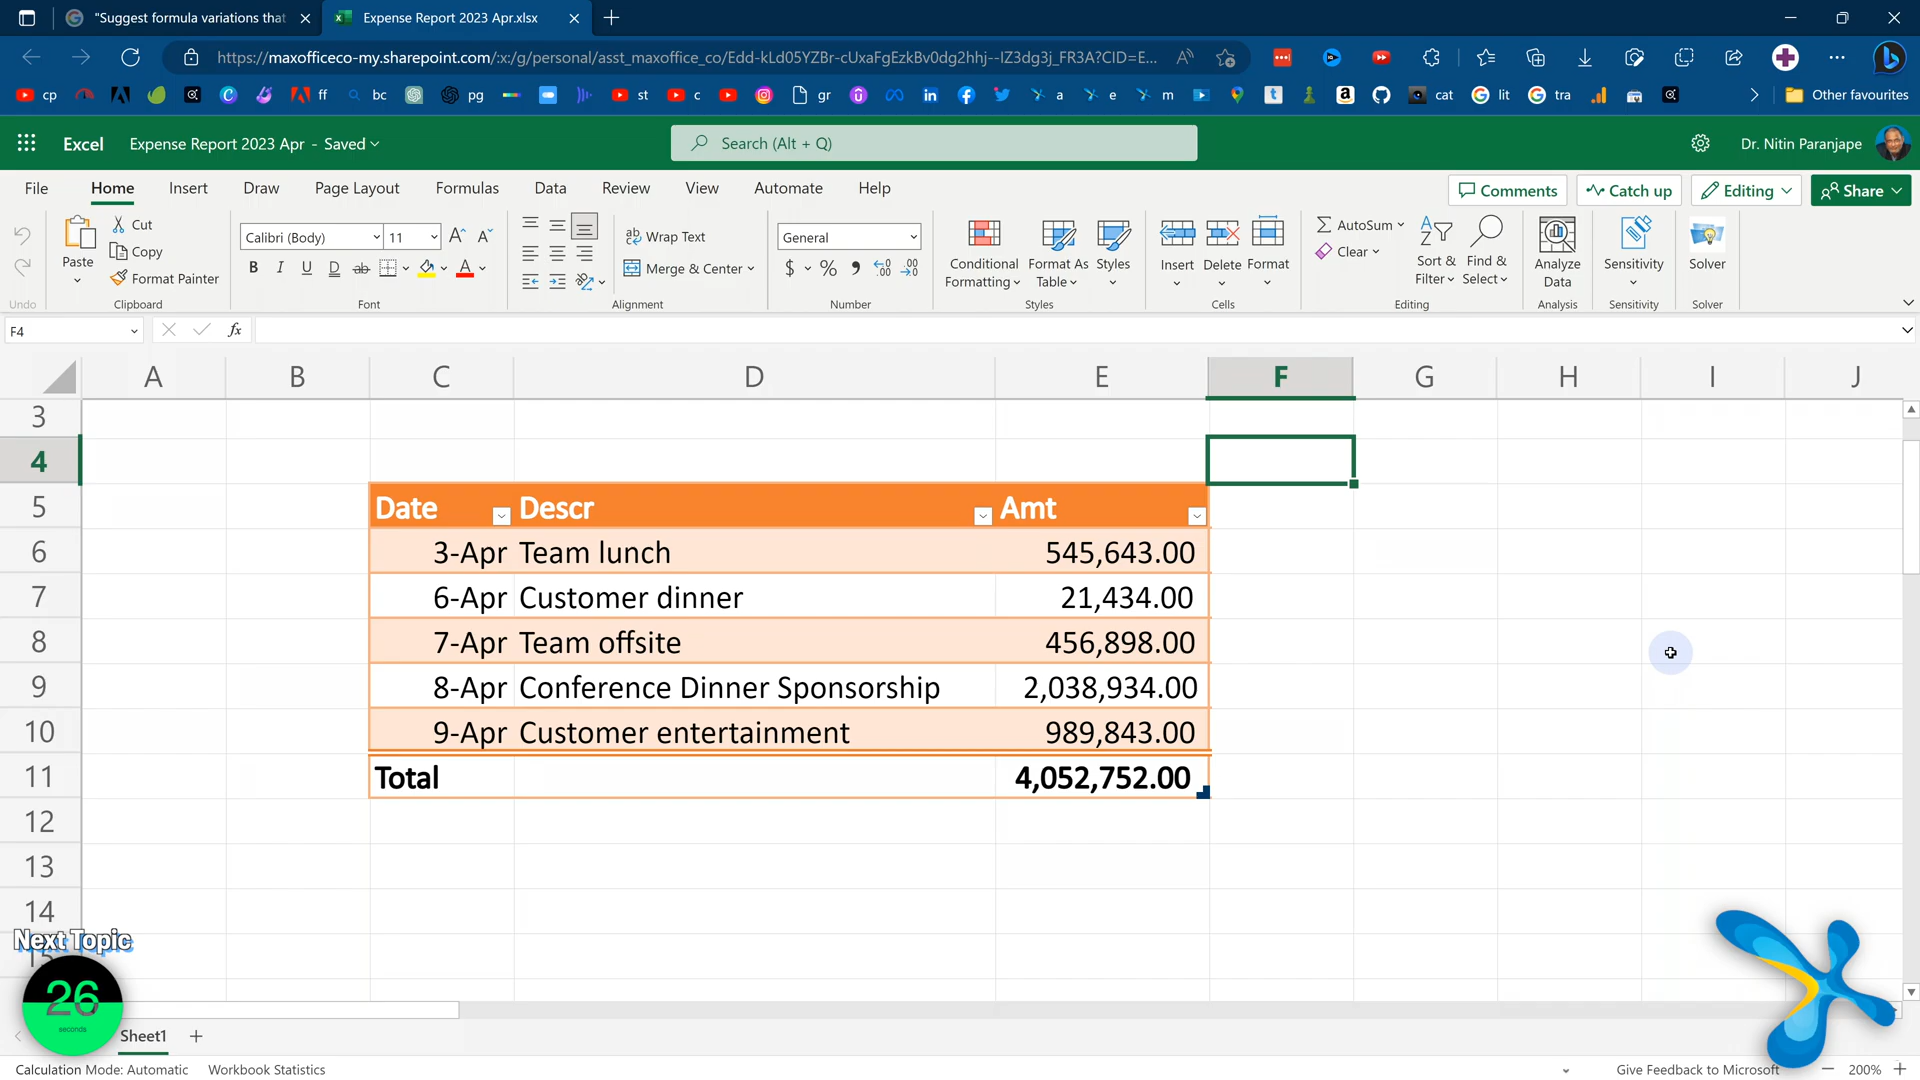 "Suggest formula variations that
Expense Report 2023 Apr.xlsx
https://maxofficeco-my.sharepoint.com/:x:/g/personal/asst_maxoffice_co/Edd-kLd05YZBr-cUxaFgEzkBv0dg2hhj--IZ3dg3j_FR3A?CID=E...
cp
ff
bc
pg
st
c
gr
a
e
m
cat
lit
tra
Other favourites
Excel
Expense Report 2023 Apr - Saved
Search (Alt + Q)
Dr. Nitin Paranjape
File
Home
Insert
Draw
Page Layout
Formulas
Data
Review
View
Automate
Help
Comments
Catch up
Editing
Share
Paste
Cut
Copy
Format Painter
Calibri (Body)
11
Wrap Text
Merge & Center
General
Conditional
Formatting
Format As
Table
Styles
Insert
Delete
Format
AutoSum
Clear
Sort &
Filter
Find &
Select
Analyze
Data
Sensitivity
Solver
Undo
Clipboard
Font
Alignment
Number
Styles
Cells
Editing
Analysis
Sensitivity
Solver
F4
fx
A B C D E F G H I J
3
4
5 Date Descr Amt
6 3-Apr Team lunch 545,643.00
7 6-Apr Customer dinner 21,434.00
8 7-Apr Team offsite 456,898.00
9 8-Apr Conference Dinner Sponsorship 2,038,934.00
10 9-Apr Customer entertainment 989,843.00
11 Total 4,052,752.00
12
13
14
Next Topic
15
26
seconds
Sheet1
Calculation Mode: Automatic
Workbook Statistics
Give Feedback to Microsoft
200%